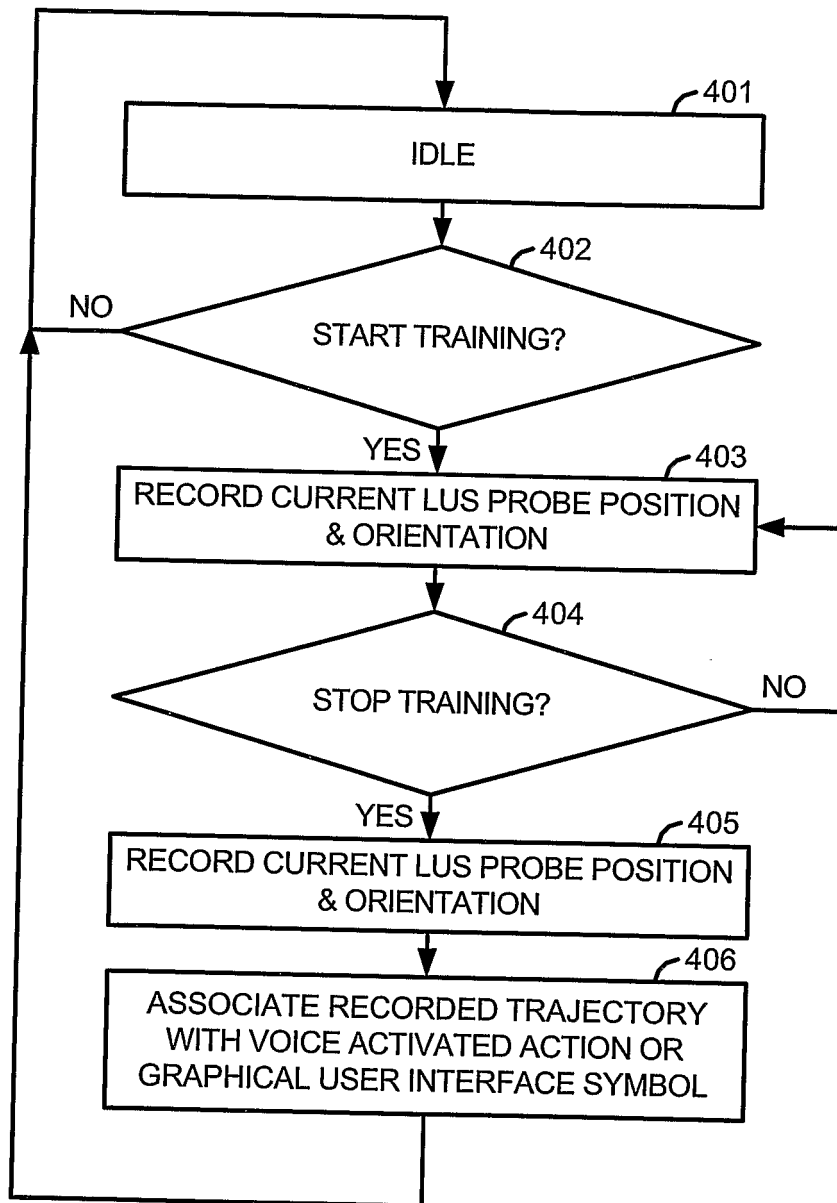 401
IDLE
402
NO
START TRAINING?
YES
403
RECORD CURRENT LUS PROBE POSITION
& ORIENTATION
404
STOP TRAINING?
NO
YES
405
RECORD CURRENT LUS PROBE POSITION
& ORIENTATION
406
ASSOCIATE RECORDED TRAJECTORY
WITH VOICE ACTIVATED ACTION OR
GRAPHICAL USER INTERFACE SYMBOL